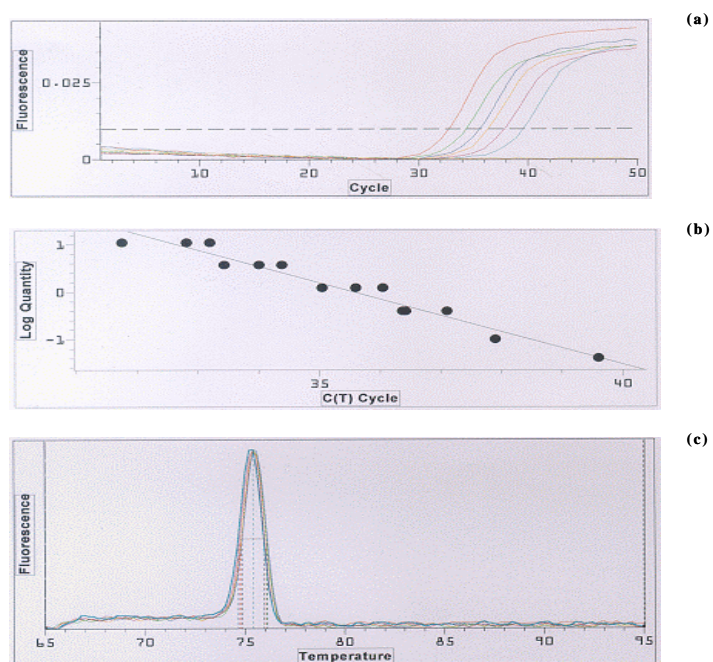 (a)
Fluorescence
0.025
0
10
20
30
40
50
Cycle
(b)
Log Quantity
1
0
-1
35
40
C(T) Cycle
(c)
Fluorescence
65
70
75
80
85
90
95
Temperature